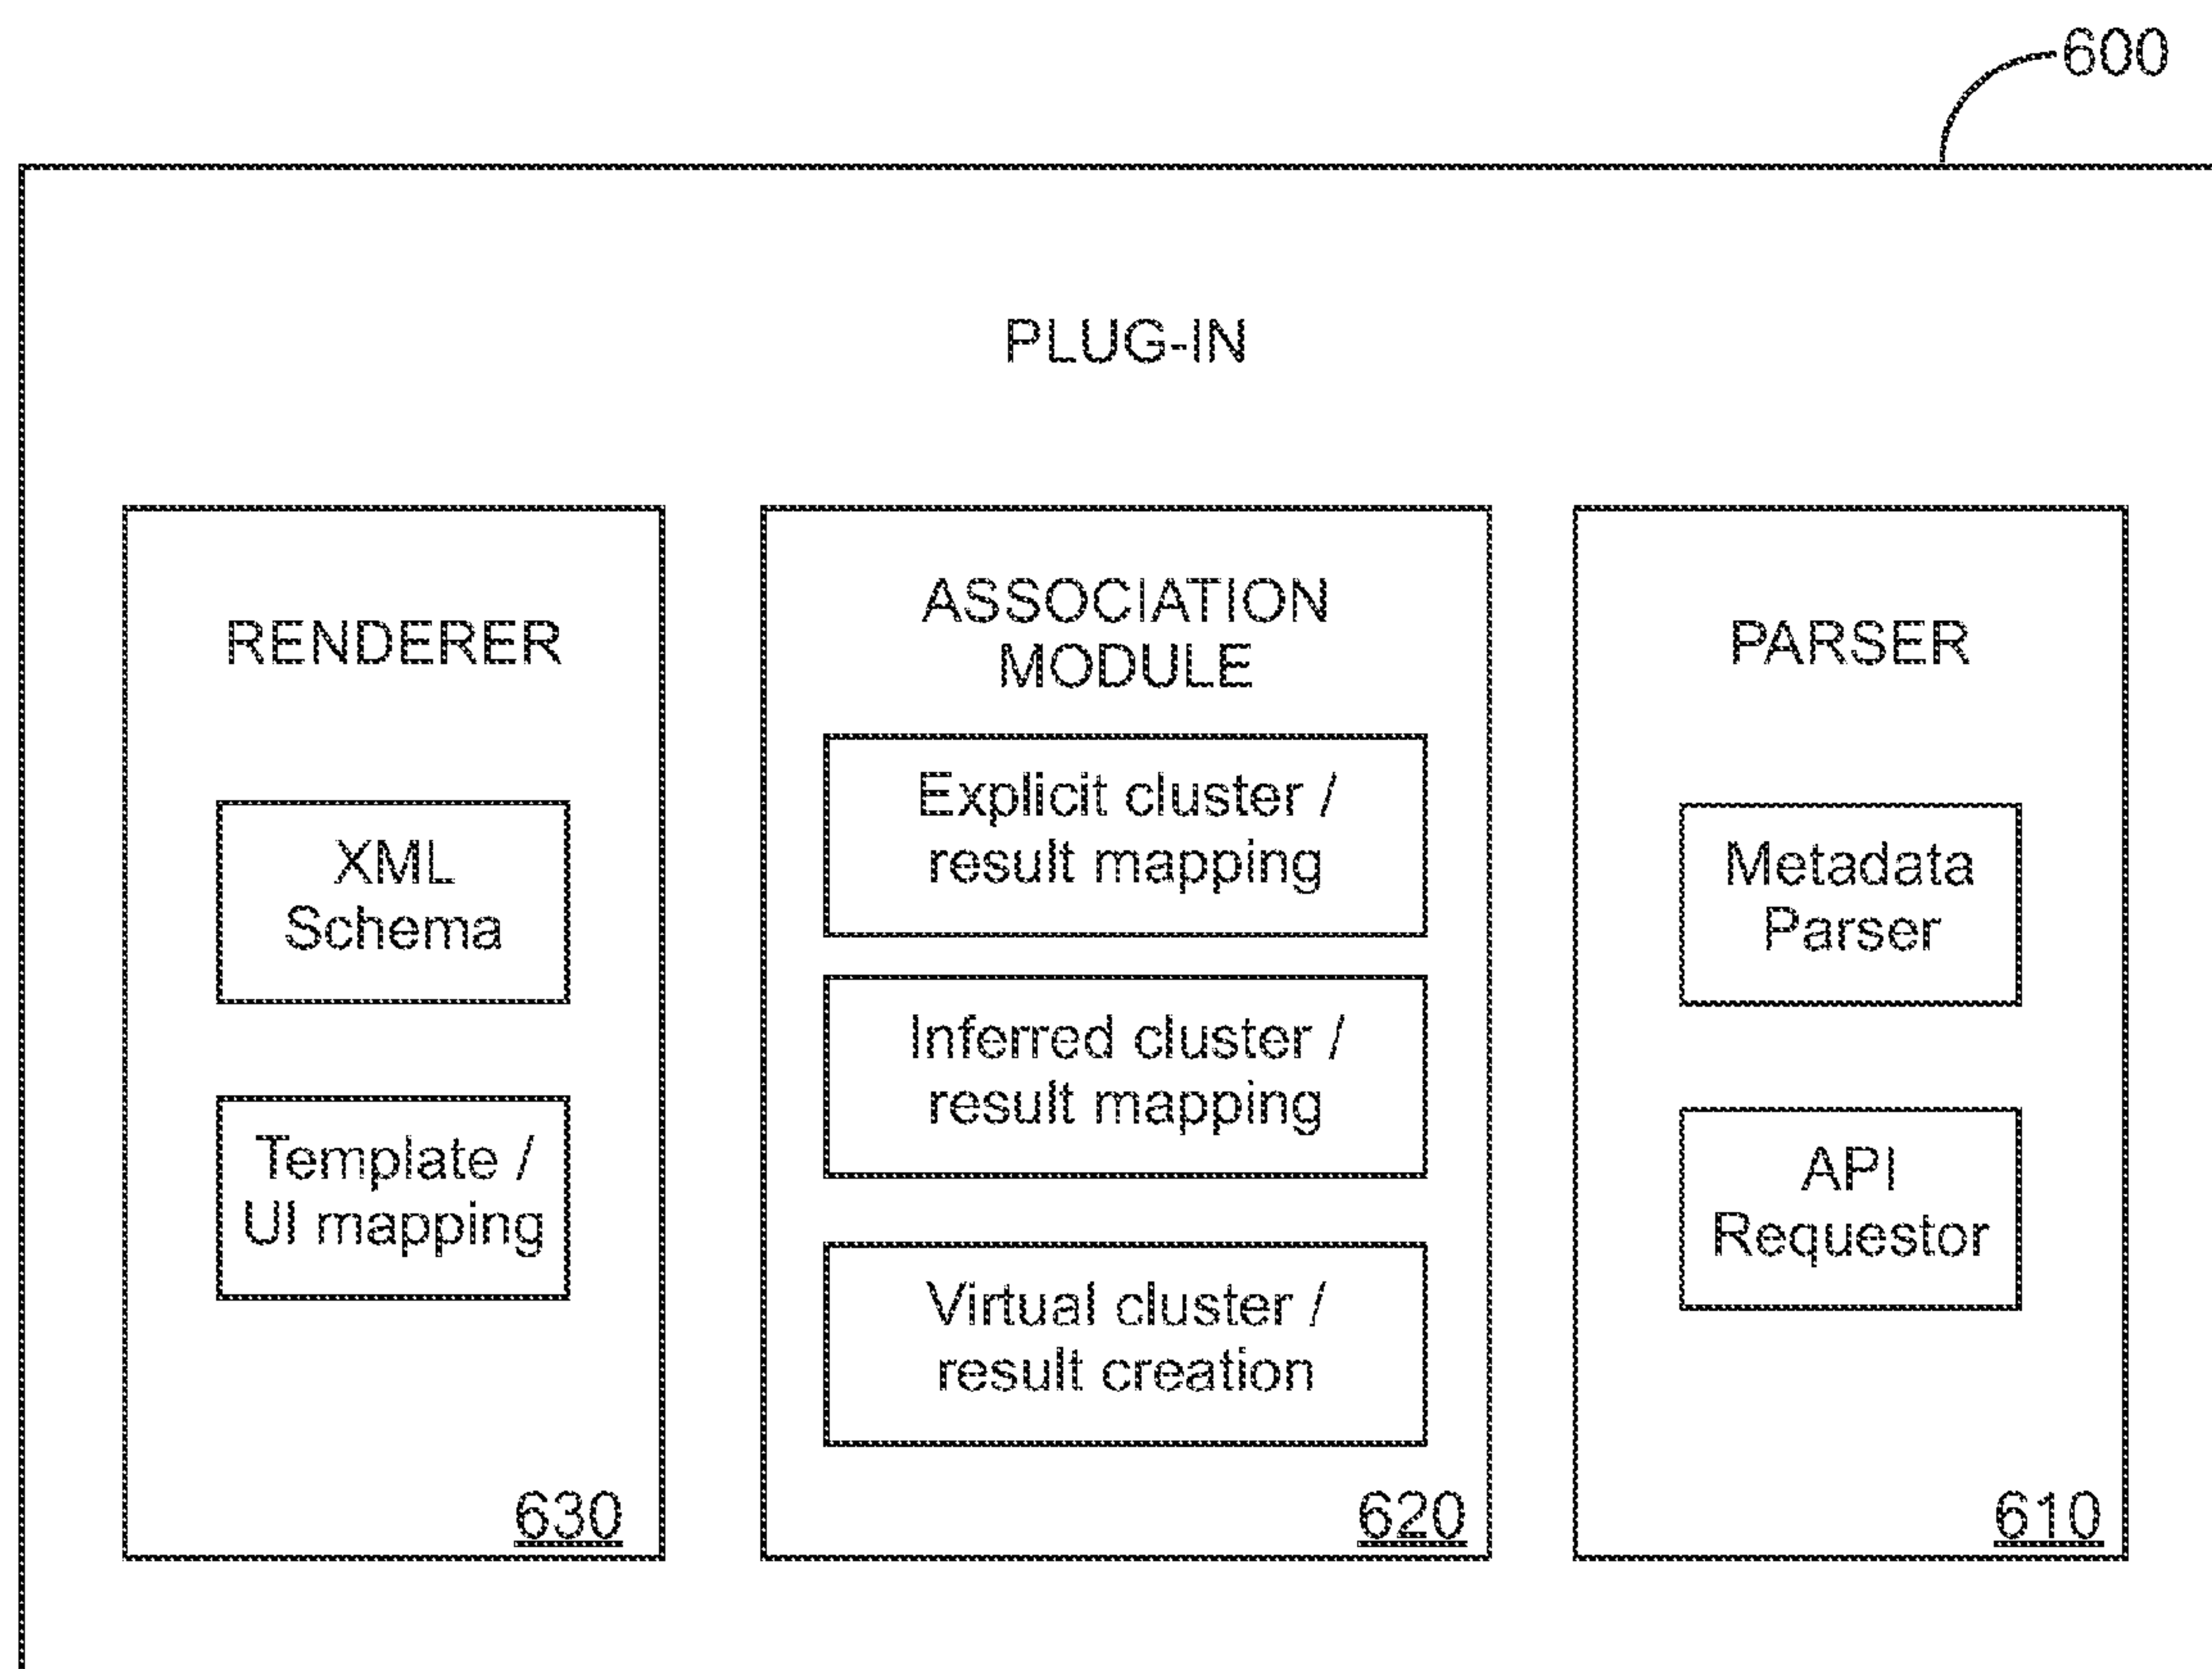 600
PLUG-IN
RENDERER
XML
Schema
Template /
UI mapping
630
ASSOCIATION
MODULE
Explicit cluster /
result mapping
Inferred cluster /
result mapping
Virtual cluster /
result creation
620
PARSER
Metadata
Parser
API
Requestor
610